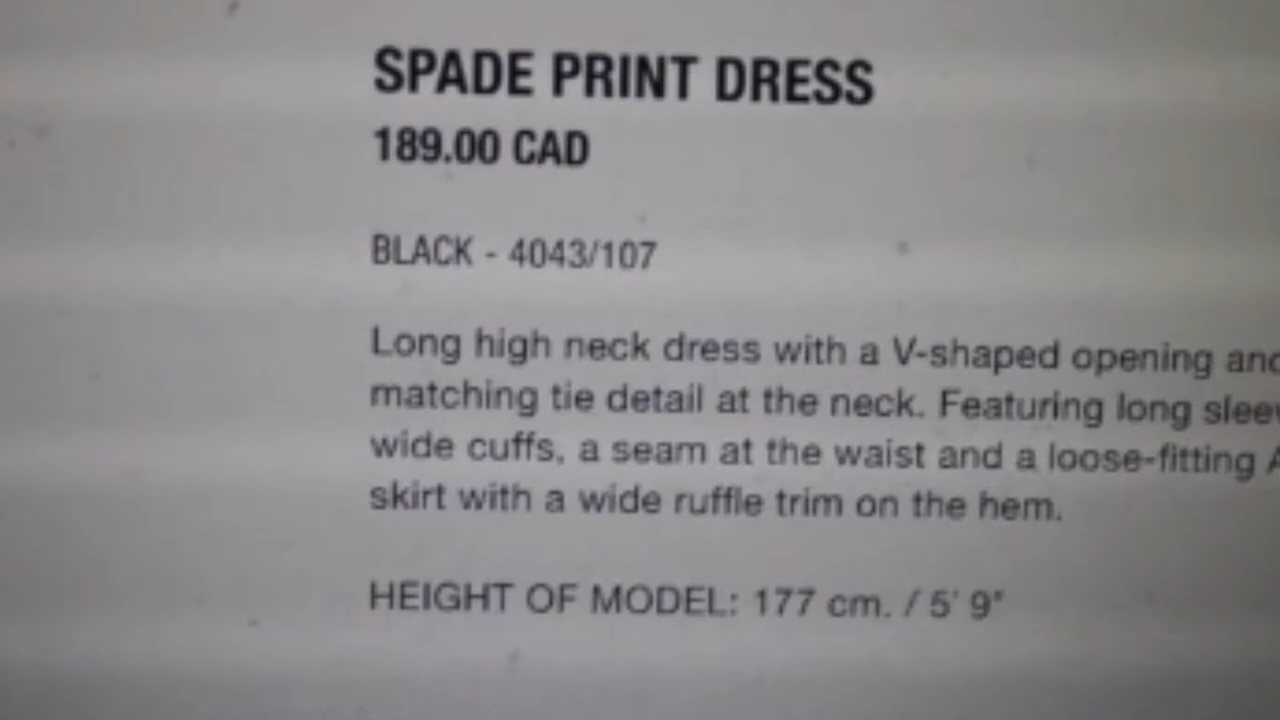 SPADE PRINT DRESS
189.00 CAD
BLACK - 4043/107
Long high neck dress with a V-shaped opening and
matching tie detail at the neck. Featuring long
wide cuffs, a seam at the waist and a loose-fitting
skirt with a wide ruffle trim on the hem.
HEIGHT OF MODEL: 177 cm. / 5' 9"